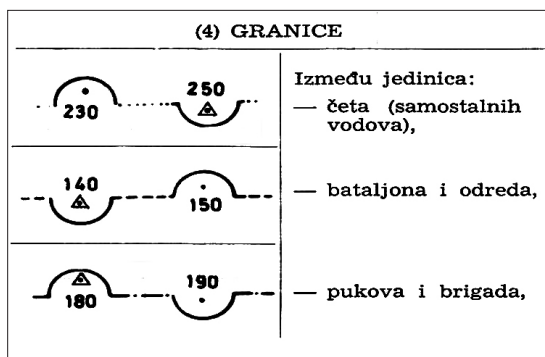 (4) GRANICE
230
250
Između jedinica:
— četa (samostalnih
vodova),
140
150
— bataljona i odreda,
180
190
— pukova i brigada,